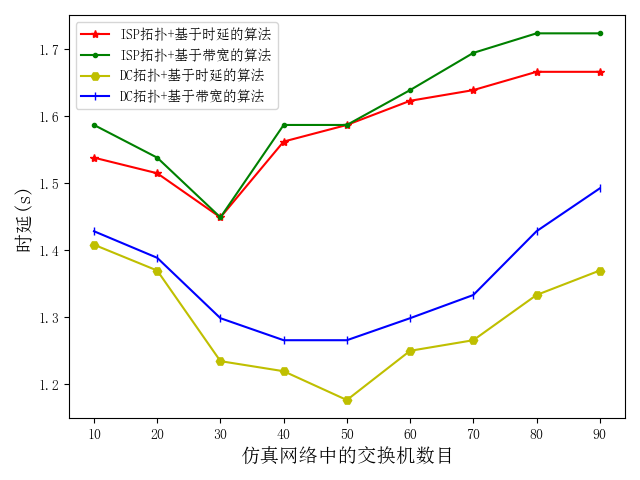 ISP拓扑+基于时延的算法
ISP拓扑+基于带宽的算法
DC拓扑+基于时延的算法
DC拓扑+基于带宽的算法
时延(s)
1.7
1.6
1.5
1.4
1.3
1.2
10 20 30 40 50 60 70 80 90
仿真网络中的交换机数目